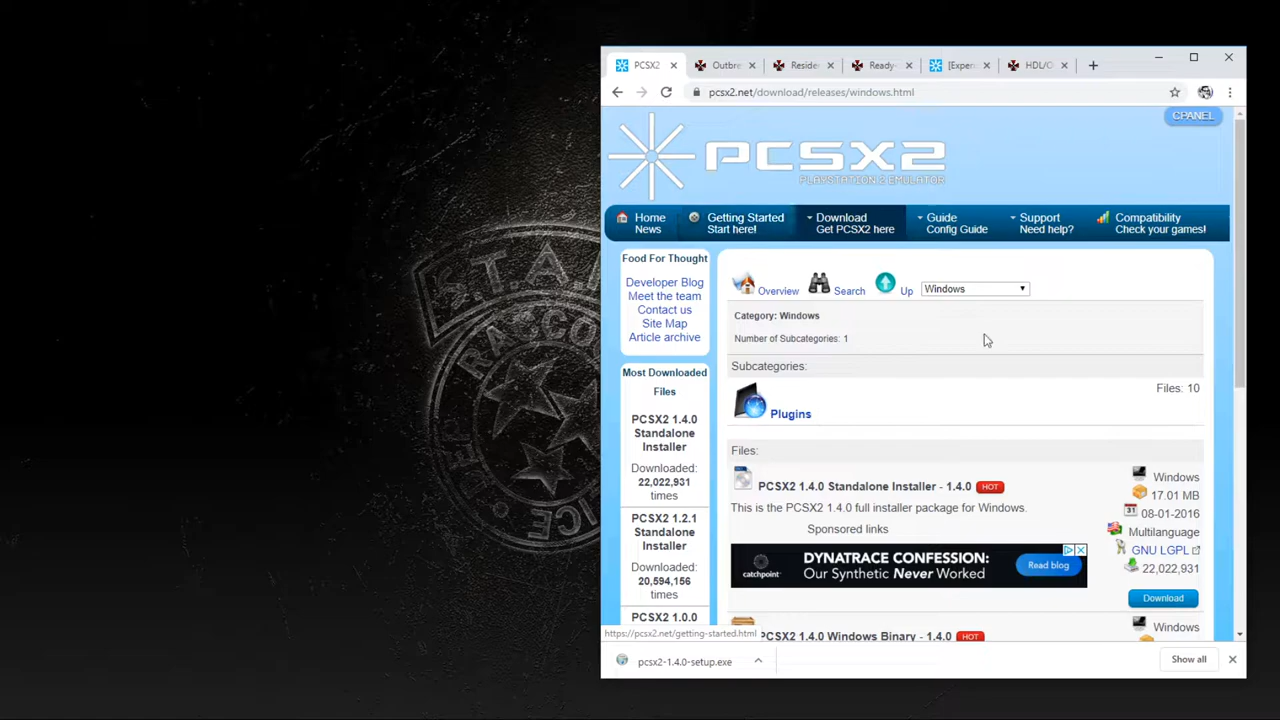 S.T.A.
RACCO
ICE
PCSX2
Outbre
Reside
Ready-
[Exper
HDL/O
pcsx2.net/download/releases/windows.html
CPANEL
PCSX2
PLAYSTATION 2 EMULATOR
Home
News
Getting Started
Start here!
Download
Get PCSX2 here
Guide
Config Guide
Support
Need help?
Compatibility
Check your games!
Food For Thought
Developer Blog
Meet the team
Contact us
Site Map
Article archive
Most Downloaded
Files
PCSX2 1.4.0
Standalone
Installer
Downloaded:
22,022,931
times
PCSX2 1.2.1
Standalone
Installer
Downloaded:
20,594,156
times
PCSX2 1.0.0
Overview
Search
Up
Windows
Category: Windows
Number of Subcategories: 1
Subcategories:
Plugins
Files: 10
Files:
PCSX2 1.4.0 Standalone Installer - 1.4.0 HOT
This is the PCSX2 1.4.0 full installer package for Windows.
Sponsored links
catchpoint
DYNATRACE CONFESSION:
Our Synthetic Never Worked
Read blog
Windows
17.01 MB
08-01-2016
Multilanguage
GNU LGPL
22,022,931
Download
PCSX2 1.4.0 Windows Binary - 1.4.0 HOT
Windows
https://pcsx2.net/getting-started.html
pcsx2-1.4.0-setup.exe
Show all